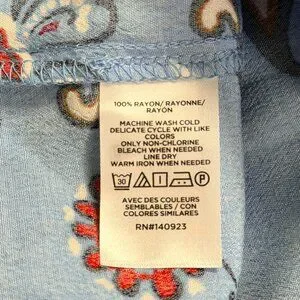 100% RAYON/ RAYONNE/
RAYÓN
MACHINE WASH COLD
DELICATE CYCLE WITH LIKE
COLORS
ONLY NON-CHLORINE
BLEACH WHEN NEEDED
LINE DRY
WARM IRON WHEN NEEDED
30 P
AVEC DES COULEURS
SEMBLABLES / CON
COLORES SIMILARES
RN#140923